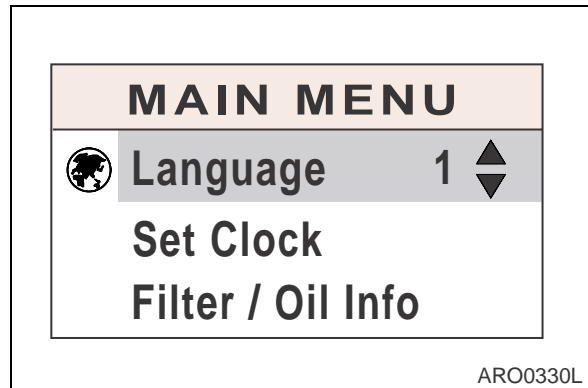 MAIN MENU
Language 1
Set Clock
Filter / Oil Info
ARO0330L